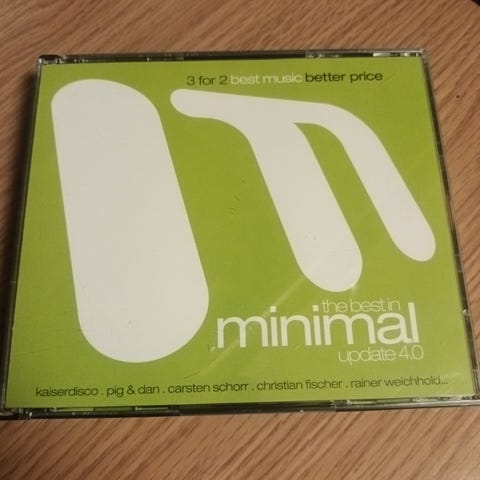 3 for 2 best music better price
the best in
minimal
update 4.0
kaiserdisco . pig & dan . carsten schorr . christian fischer . rainer weichhold...